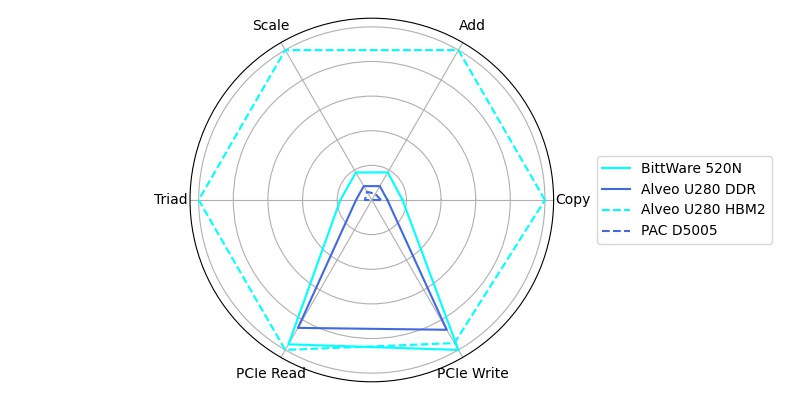 Scale
Add
Triad
Copy
PCIe Read
PCIe Write
BittWare 520N
Alveo U280 DDR
Alveo U280 HBM2
PAC D5005